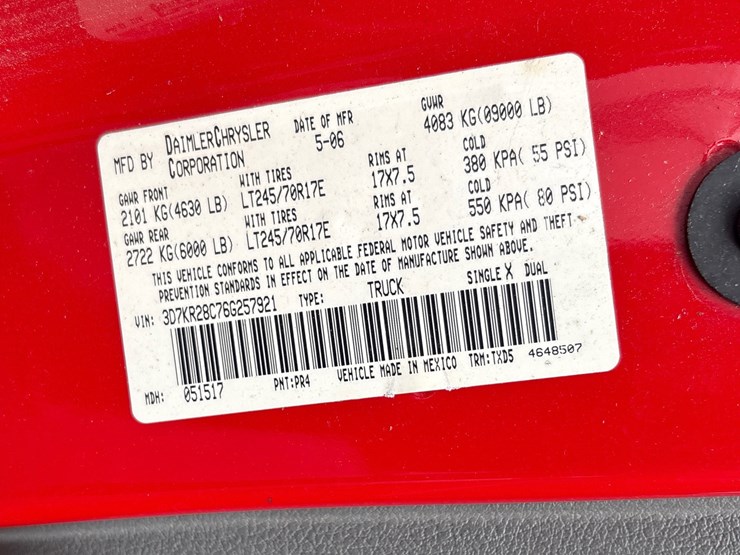 MFD BY DAIMLERCHRYSLER CORPORATION DATE OF MFR 5-06 GVWR 4083 KG(09000 LB)
GAWR FRONT WITH TIRES RIMS AT COLD
2101 KG(4630 LB) LT245/70R17E 17X7.5 380 KPA( 55 PSI)
GAWR REAR WITH TIRES RIMS AT COLD
2722 KG(6000 LB) LT245/70R17E 17X7.5 550 KPA( 80 PSI)
THIS VEHICLE CONFORMS TO ALL APPLICABLE FEDERAL MOTOR VEHICLE SAFETY AND THEFT-
PREVENTION STANDARDS IN EFFECT ON THE DATE OF MANUFACTURE SHOWN ABOVE.
VIN: 3D7KR28C76G257921 TYPE: TRUCK SINGLE X DUAL
MDH: 051517 PNT:PR4 VEHICLE MADE IN MEXICO TRM:TXD5 4648507